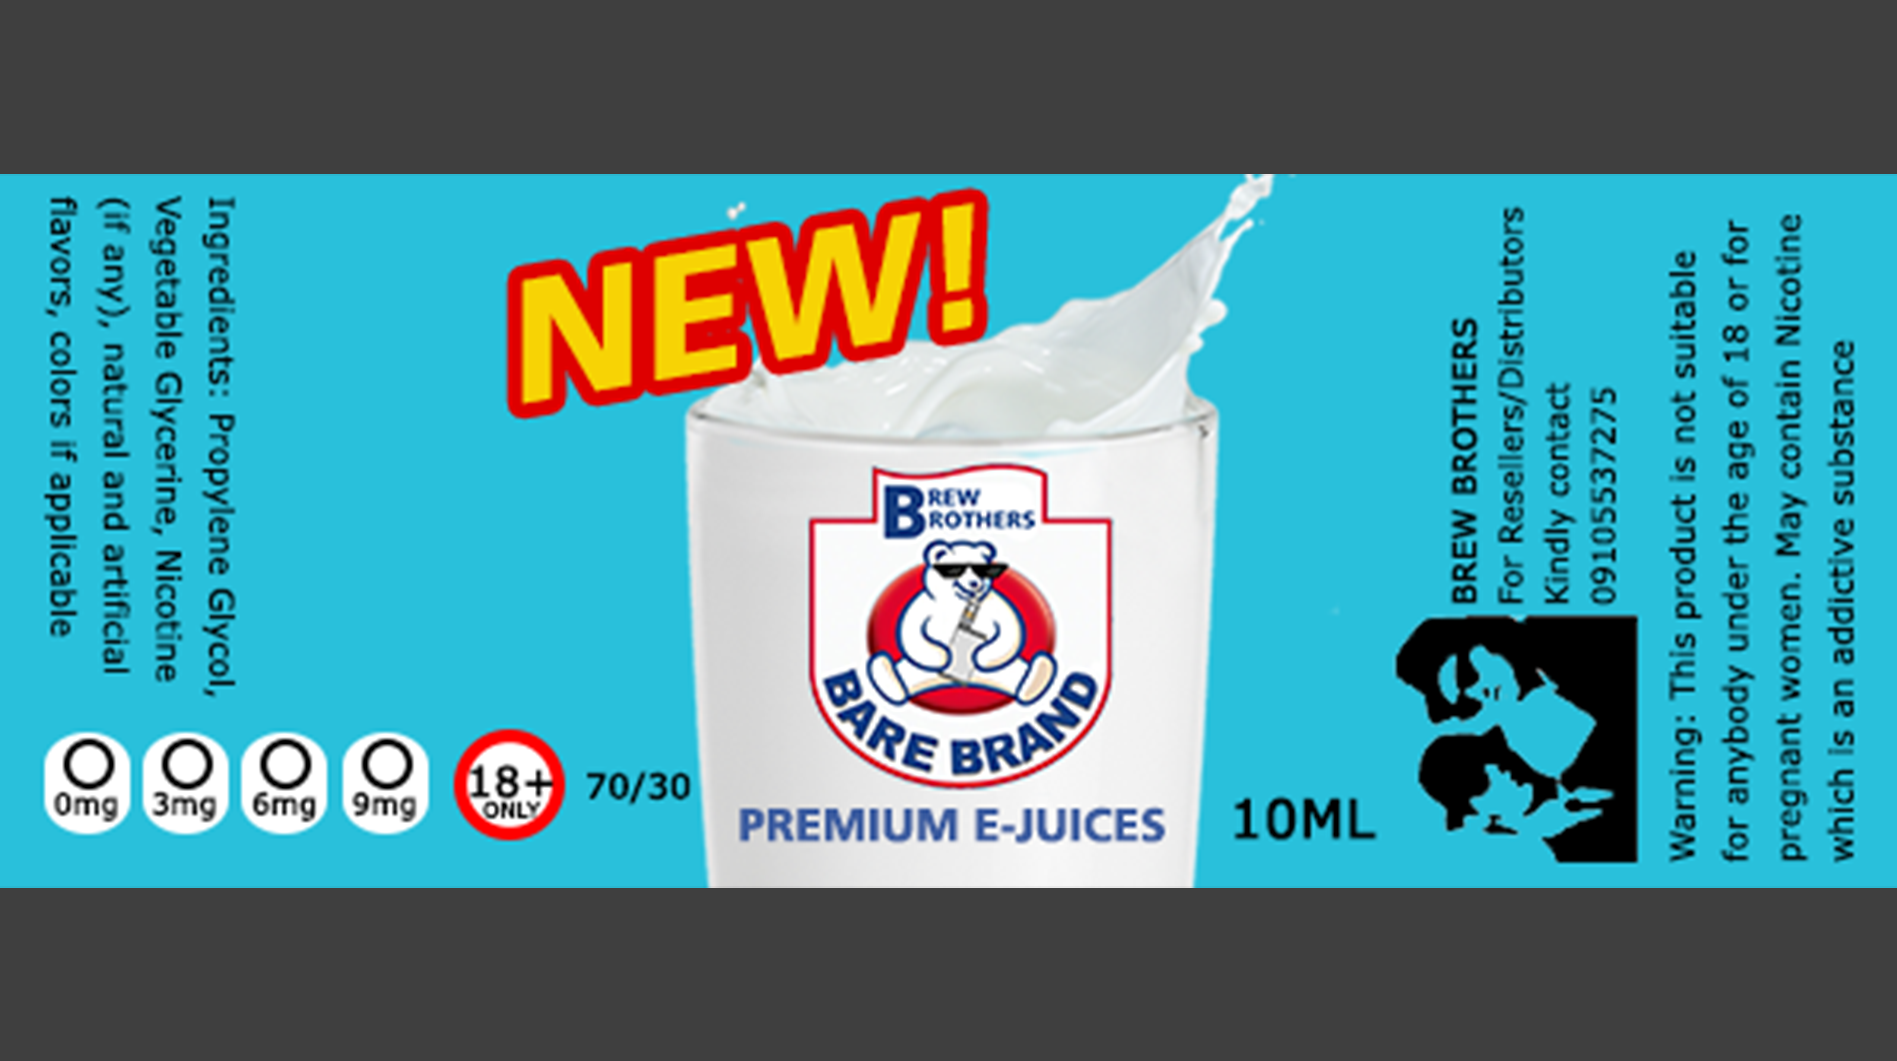 Ingredients: Propylene Glycol,
Vegetable Glycerine, Nicotine
(if any), natural and artificial
flavors, colors if applicable
0mg
3mg
6mg
9mg
18+
ONLY
70/30
NEW!
BREW
BROTHERS
BARE BRAND
PREMIUM E-JUICES
10ML
BREW BROTHERS
For Resellers/Distributors
Kindly contact
09105537275
Warning: This product is not suitable
for anybody under the age of 18 or for
pregnant women. May contain Nicotine
which is an addictive substance